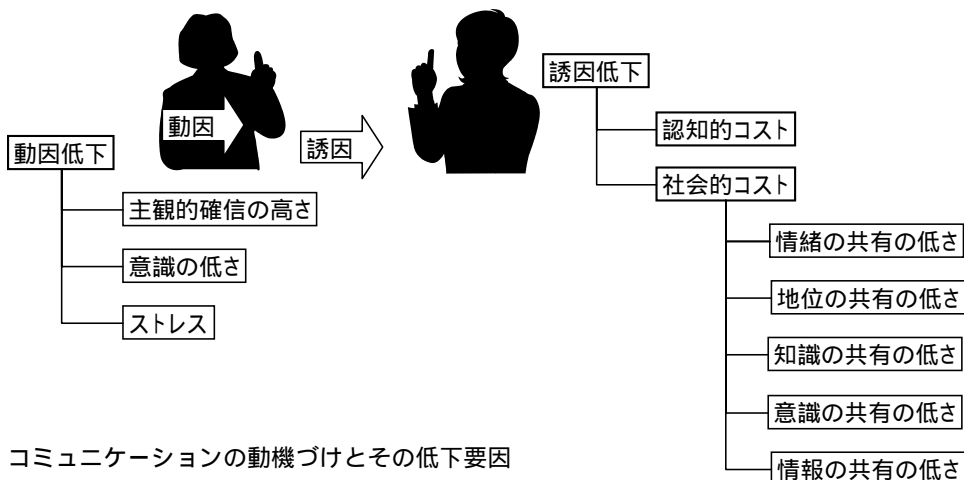 動因
誘因
動因低下
主観的確信の高さ
意識の低さ
ストレス
誘因低下
認知的コスト
社会的コスト
情緒の共有の低さ
地位の共有の低さ
知識の共有の低さ
意識の共有の低さ
情報の共有の低さ
コミュニケーションの動機づけとその低下要因